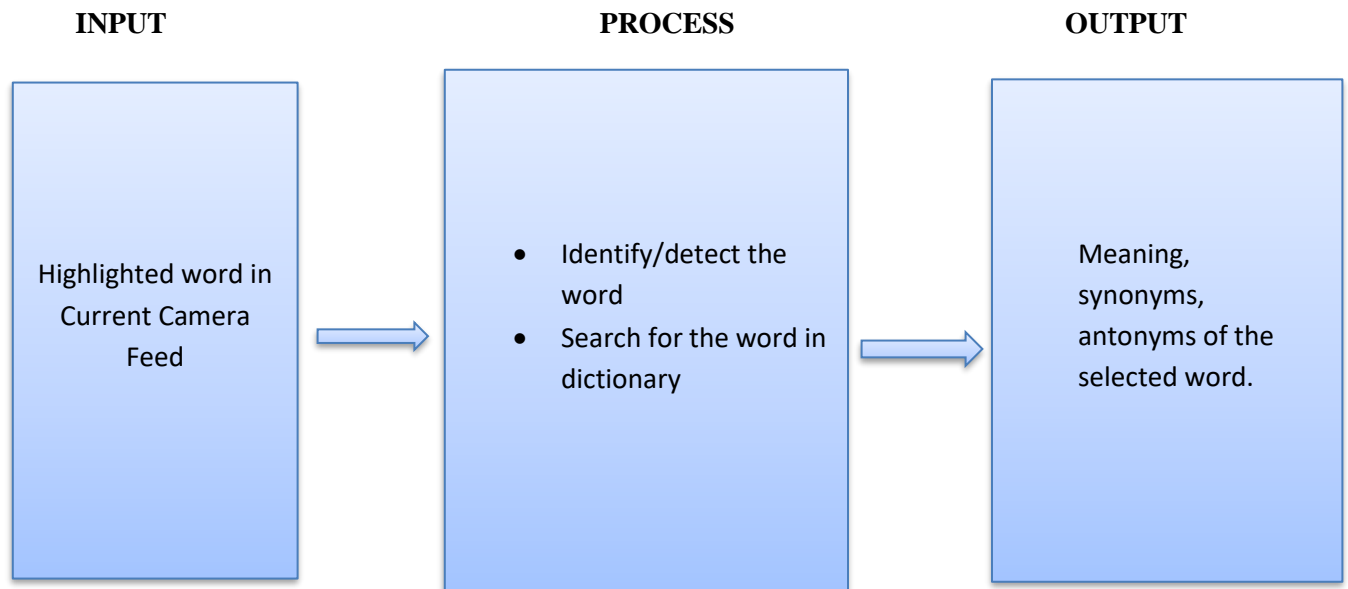 INPUT
PROCESS
OUTPUT
Highlighted word in
Current Camera
Feed
• Identify/detect the
word
• Search for the word in
dictionary
Meaning,
synonyms,
antonyms of the
selected word.